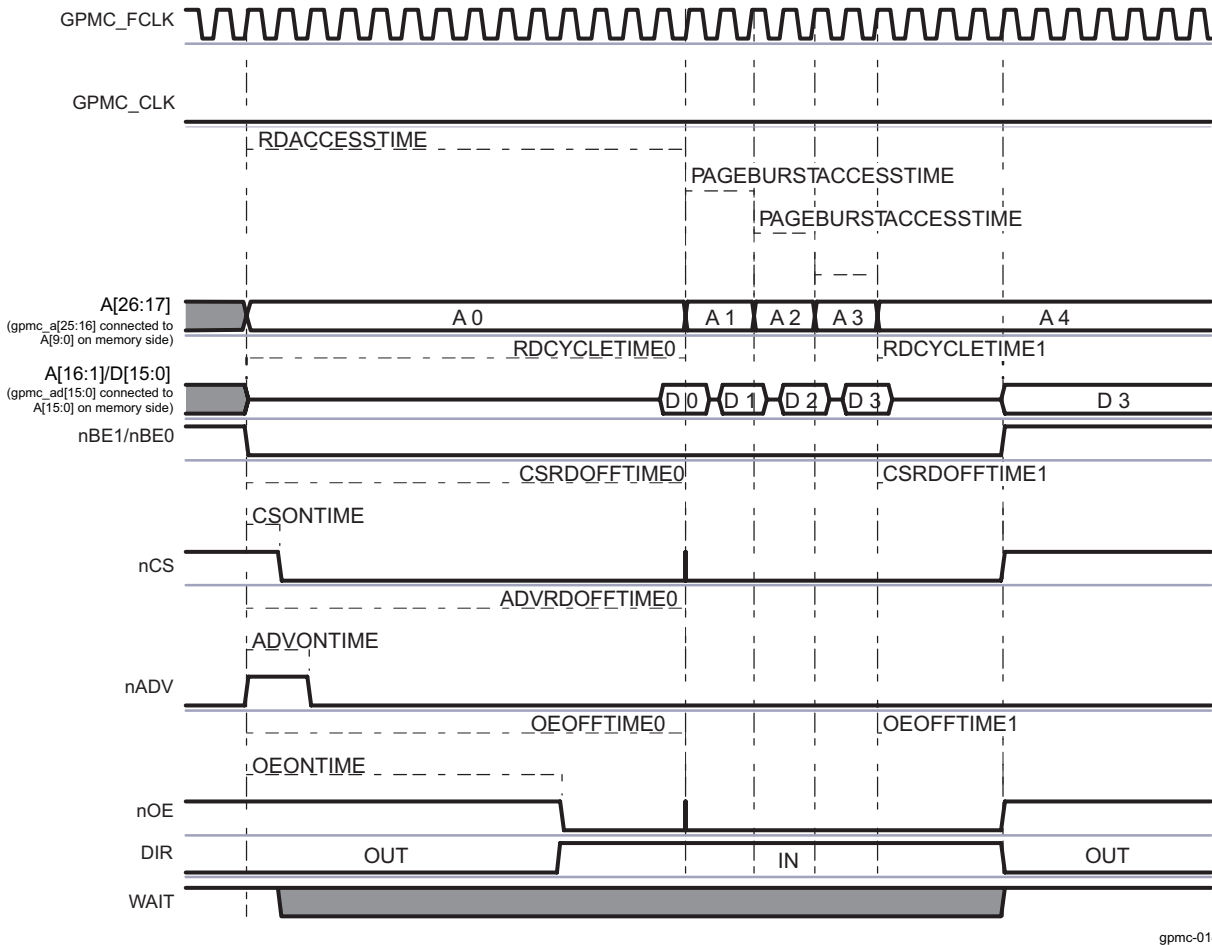 GPMC_FCLK
GPMC_CLK
RDACCESSTIME
PAGEBURSTACCESSTIME
PAGEBURSTACCESSTIME
A[26:17]
(gpmc_a[25:16] connected to
A[9:0] on memory side)
A 0 A 1 A 2 A 3 A 4
RDCYCLETIME0 RDCYCLETIME1
A[16:1]/D[15:0]
(gpmc_ad[15:0] connected to
A[15:0] on memory side)
D 0 D 1 D 2 D 3 D 3
nBE1/nBE0
CSRDOFFTIME0 CSRDOFFTIME1
CSONTIME
nCS
ADVRDOFFTIME0
ADVONTIME
nADV
OEOFFTIME0 OEOFFTIME1
OEONTIME
nOE
DIR OUT IN OUT
WAIT
gpmc-01